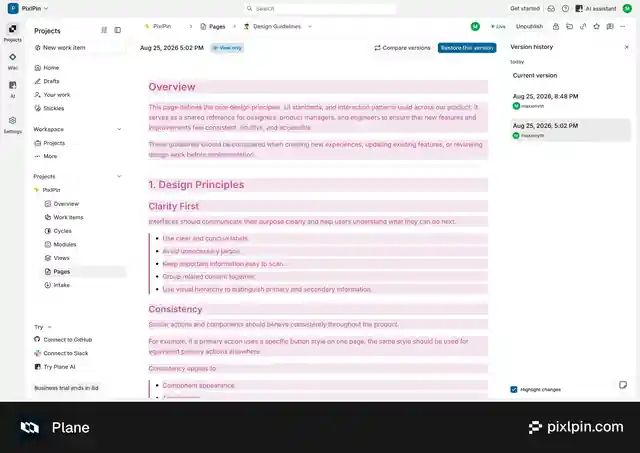 PixlPin
Search
Get started
AI assistant
M
Projects
Wiki
AI
Settings
Projects
New work item
Home
Drafts
Your work
Stickies
Workspace
Projects
More
Projects
PixlPin
Overview
Work items
Cycles
Modules
Views
Pages
Intake
Try
Connect to GitHub
Connect to Slack
Try Plane AI
Business trial ends in 8d
PixlPin > Pages > Design Guidelines
M Live Unpublish
Aug 25, 2026 5:02 PM View only Compare versions Restore this version
Overview
This page defines the core design principles, UI standards, and interaction patterns used across our product. It
serves as a shared reference for designers, product managers, and engineers to ensure that new features and
improvements feel consistent, intuitive, and accessible.
These guidelines should be considered when creating new experiences, updating existing features, or reviewing
design work before implementation.
1. Design Principles
Clarity First
Interfaces should communicate their purpose clearly and help users understand what they can do next.
Use clear and concise labels.
Avoid unnecessary jargon.
Keep important information easy to scan.
Group related content together.
Use visual hierarchy to distinguish primary and secondary information.
Consistency
Similar actions and components should behave consistently throughout the product.
For example, if a primary action uses a specific button style on one page, the same style should be used for
equivalent primary actions elsewhere.
Consistency applies to:
Component appearance
Version history
Today
Current version
Aug 25, 2026, 8:48 PM
M maxsmyth
Aug 25, 2026, 5:02 PM
M maxsmyth
Highlight changes
Plane
pixlpin.com